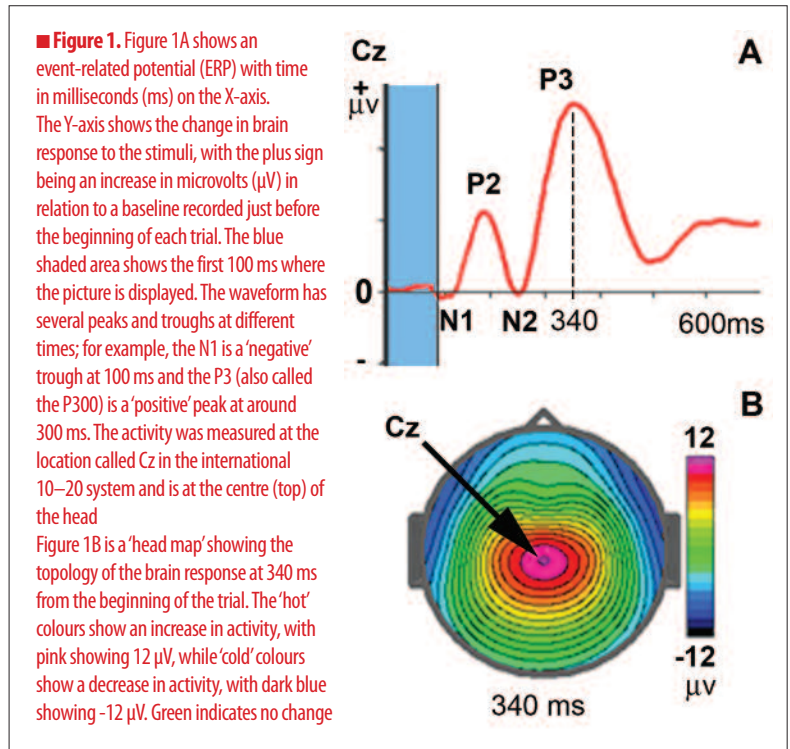 ■ Figure 1. Figure 1A shows an
event-related potential (ERP) with time
in milliseconds (ms) on the X-axis.
The Y-axis shows the change in brain
response to the stimuli, with the plus sign
being an increase in microvolts (µV) in
relation to a baseline recorded just before
the beginning of each trial. The blue
shaded area shows the first 100 ms where
the picture is displayed. The waveform has
several peaks and troughs at different
times; for example, the N1 is a ‘negative’
trough at 100 ms and the P3 (also called
the P300) is a ‘positive’ peak at around
300 ms. The activity was measured at the
location called Cz in the international
10–20 system and is at the centre (top) of
the head
Figure 1B is a ‘head map’ showing the
topology of the brain response at 340 ms
from the beginning of the trial. The ‘hot’
colours show an increase in activity, with
pink showing 12 µV, while ‘cold’ colours
show a decrease in activity, with dark blue
showing -12 µV. Green indicates no change
Cz
A
+
µv
P3
P2
0
N1 N2 340 600ms
-
B
Cz
12
-12
µv
340 ms